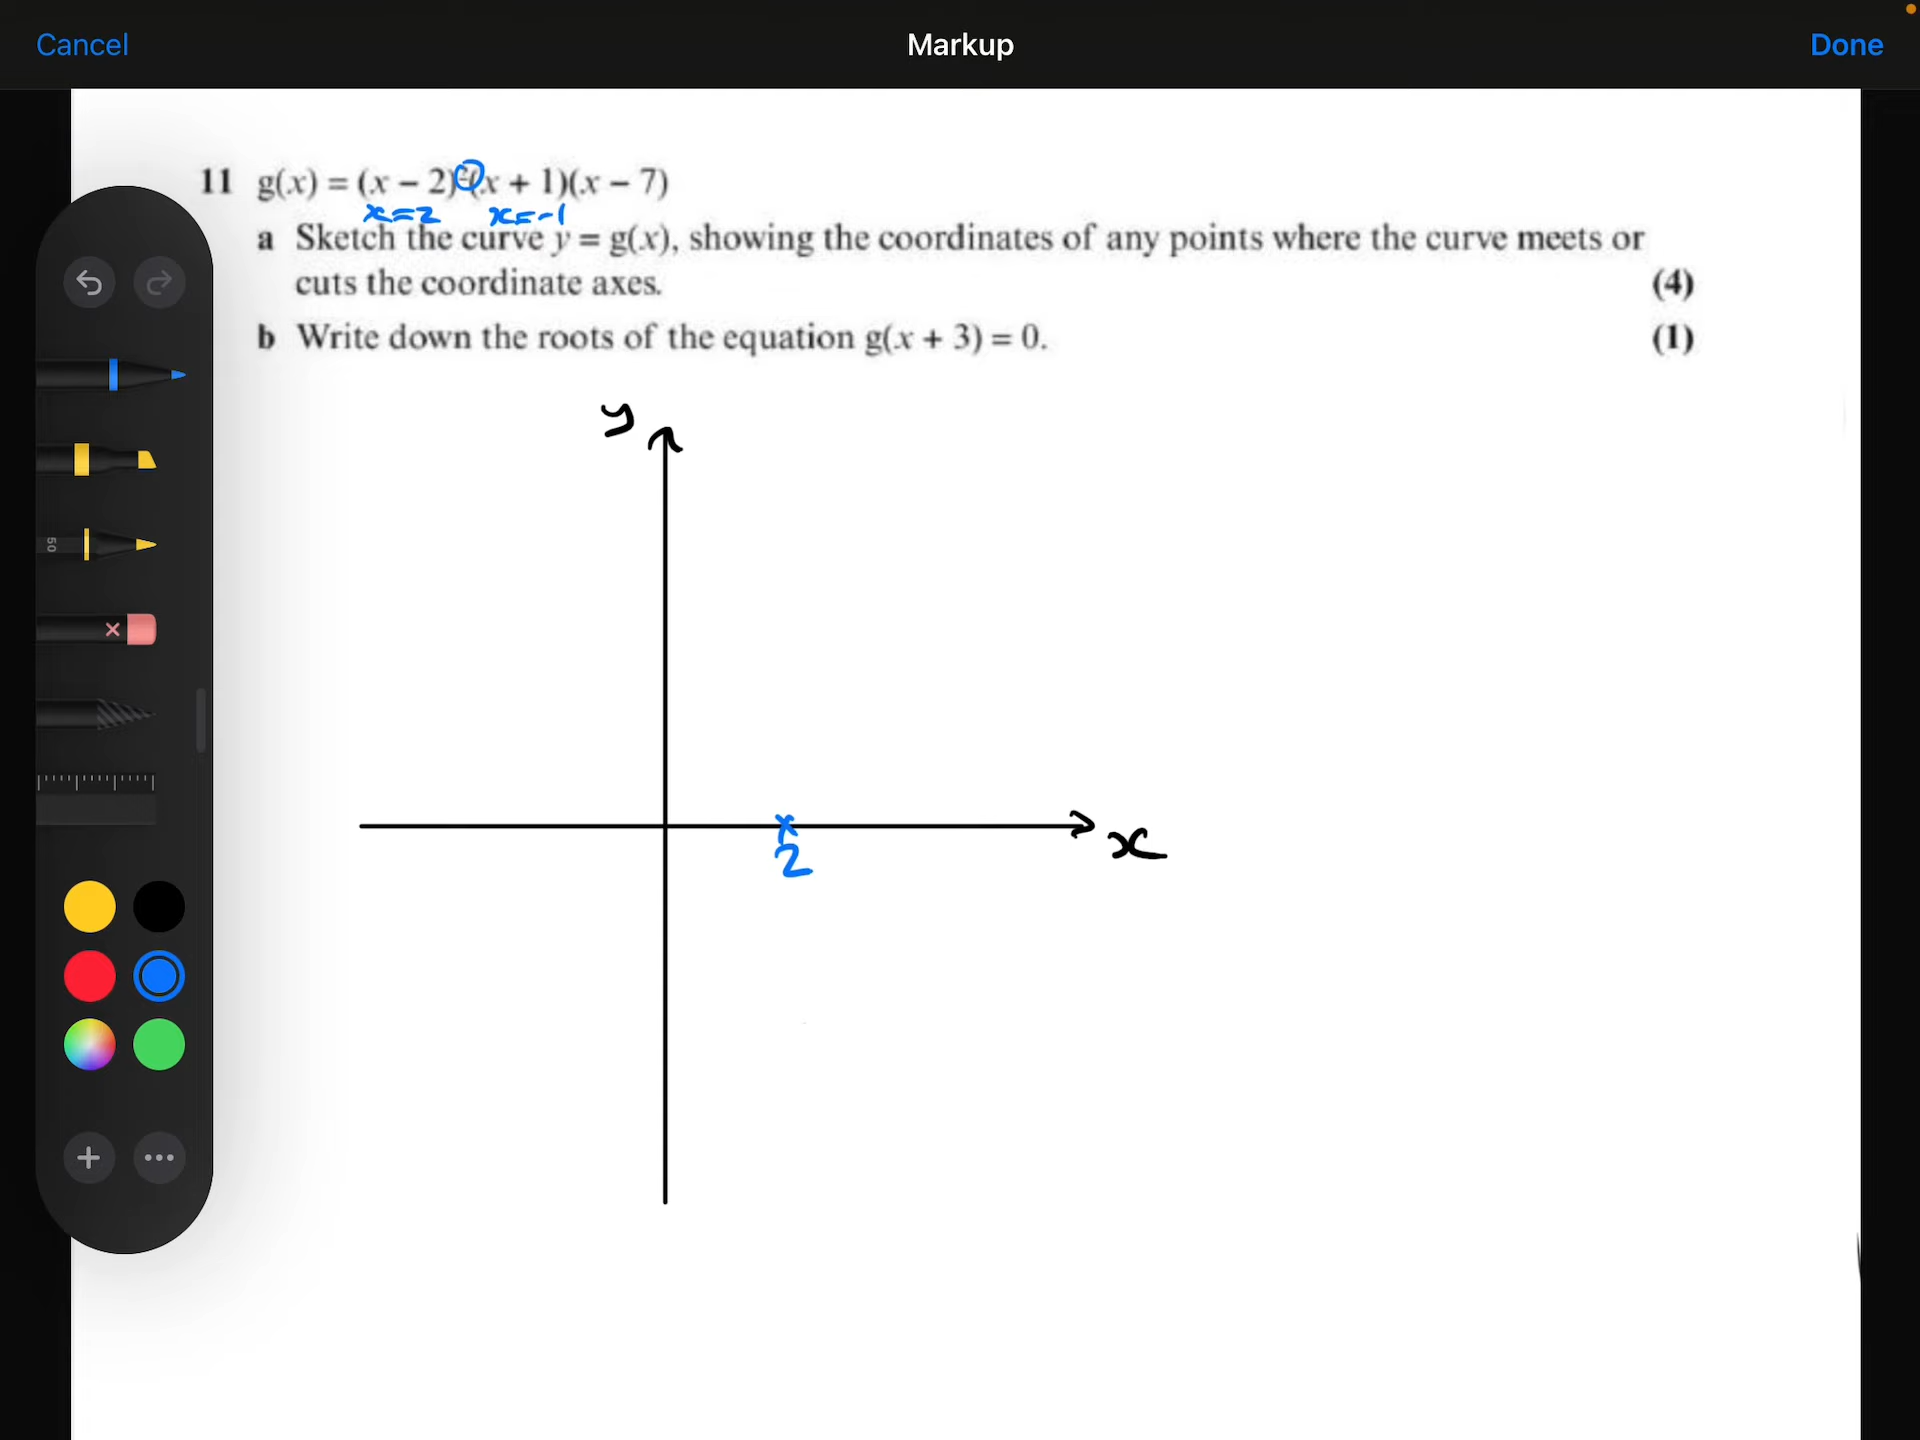 Cancel
Markup
Done
11 g(x) = (x − 2)²(x + 1)(x − 7)
x=2 x=-1
a Sketch the curve y = g(x), showing the coordinates of any points where the curve meets or
cuts the coordinate axes. (4)
b Write down the roots of the equation g(x + 3) = 0. (1)
y
50
x
2